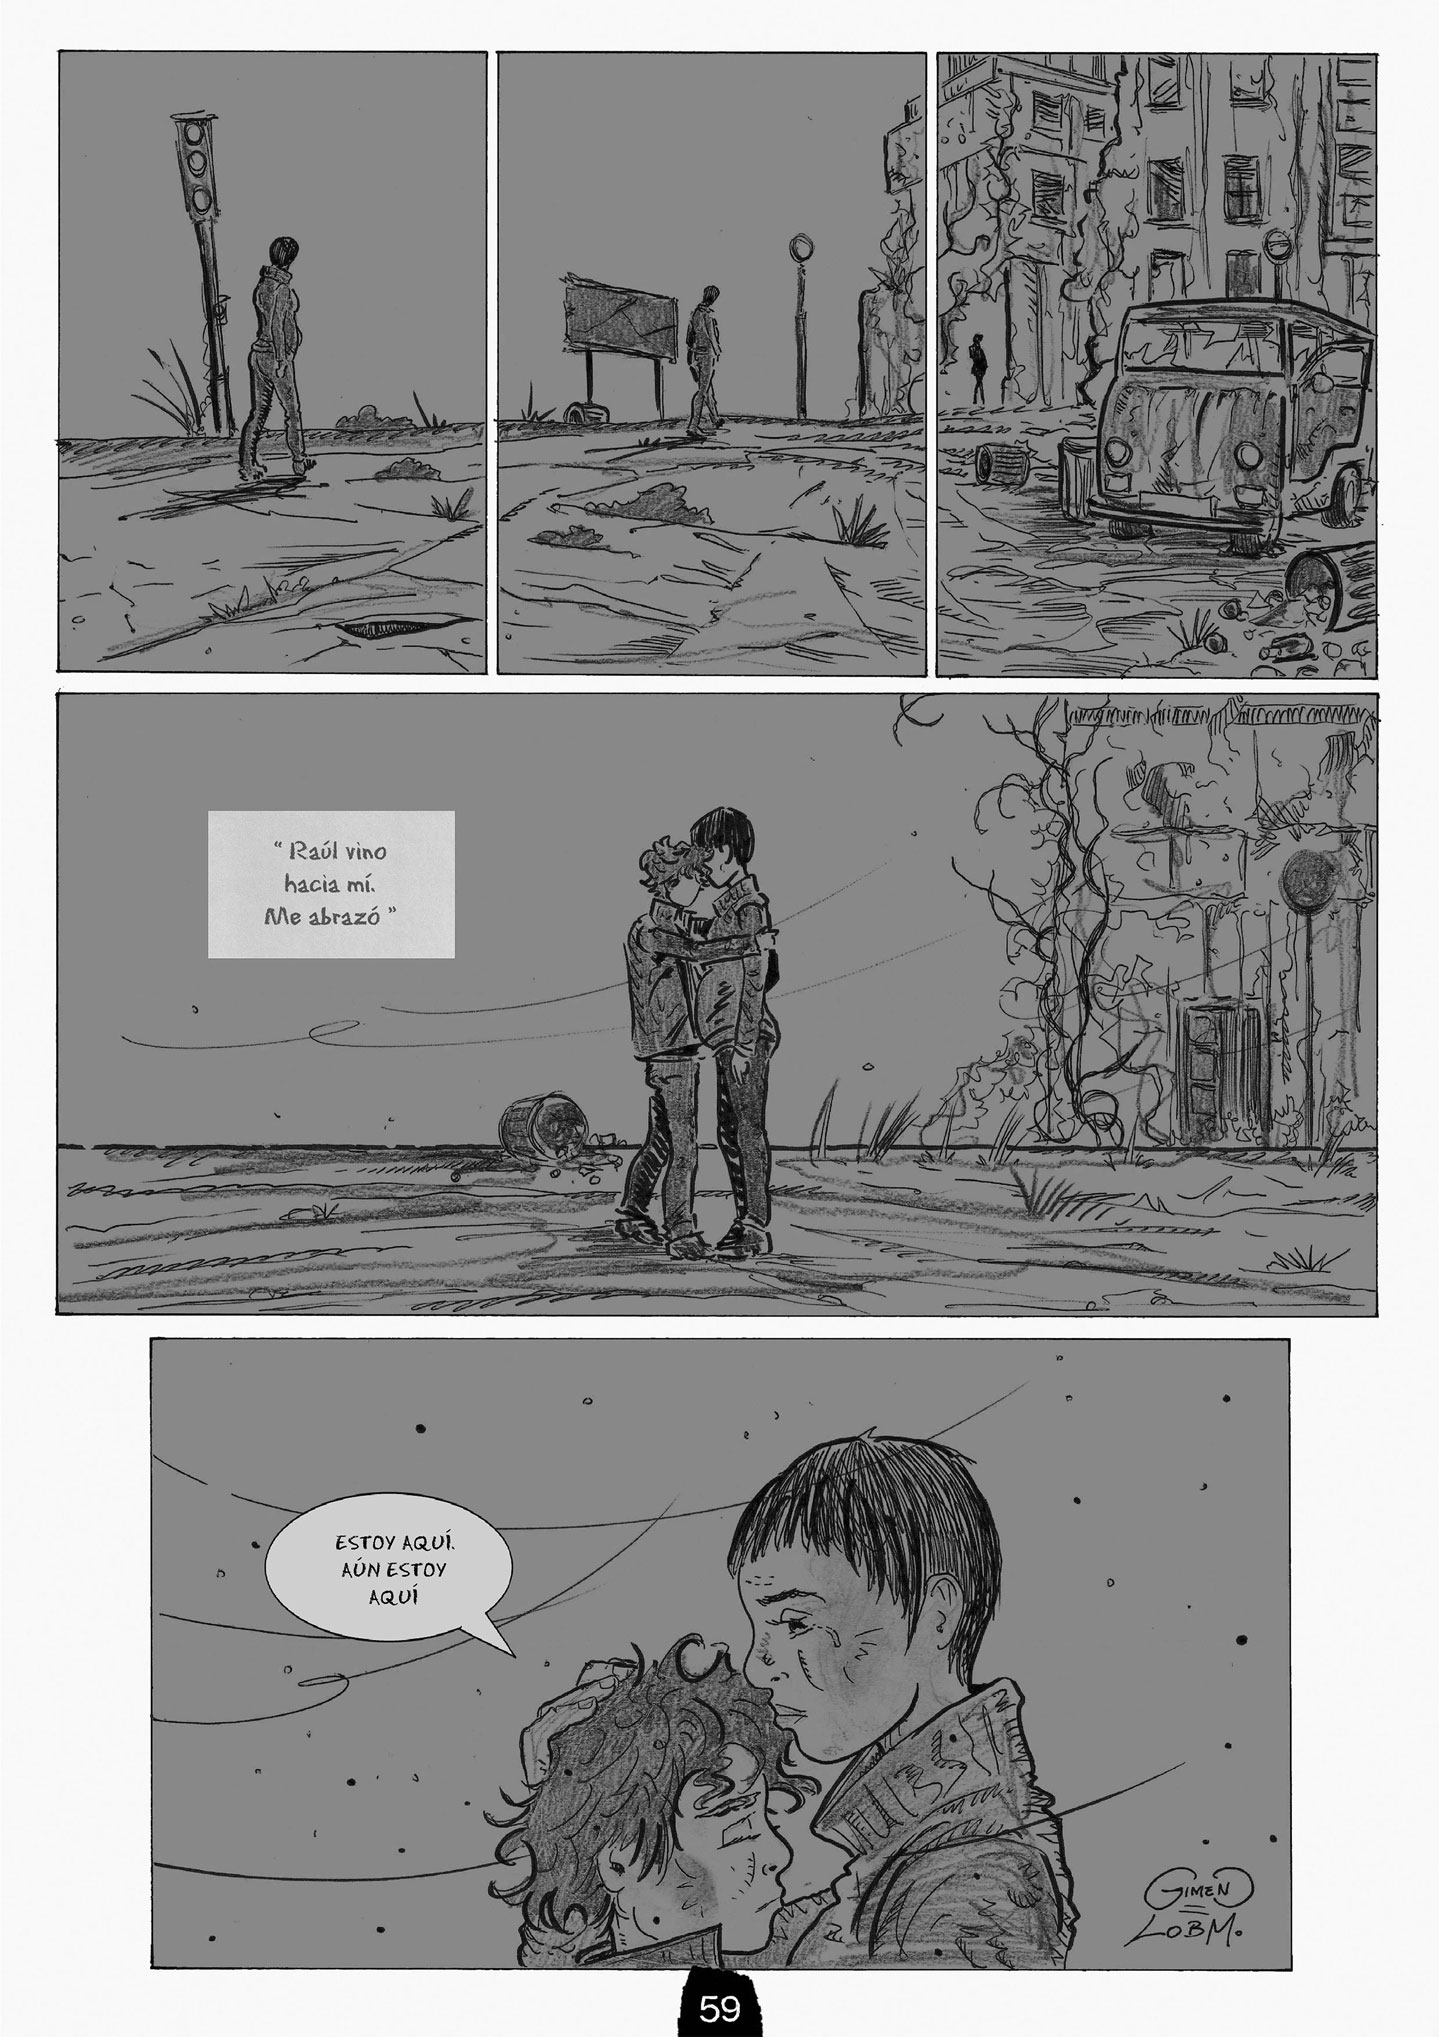 “ Raúl vino
hacia mí.
Me abrazó ”
ESTOY AQUÍ.
AÚN ESTOY
AQUÍ
GIMEN
LOBM.
59